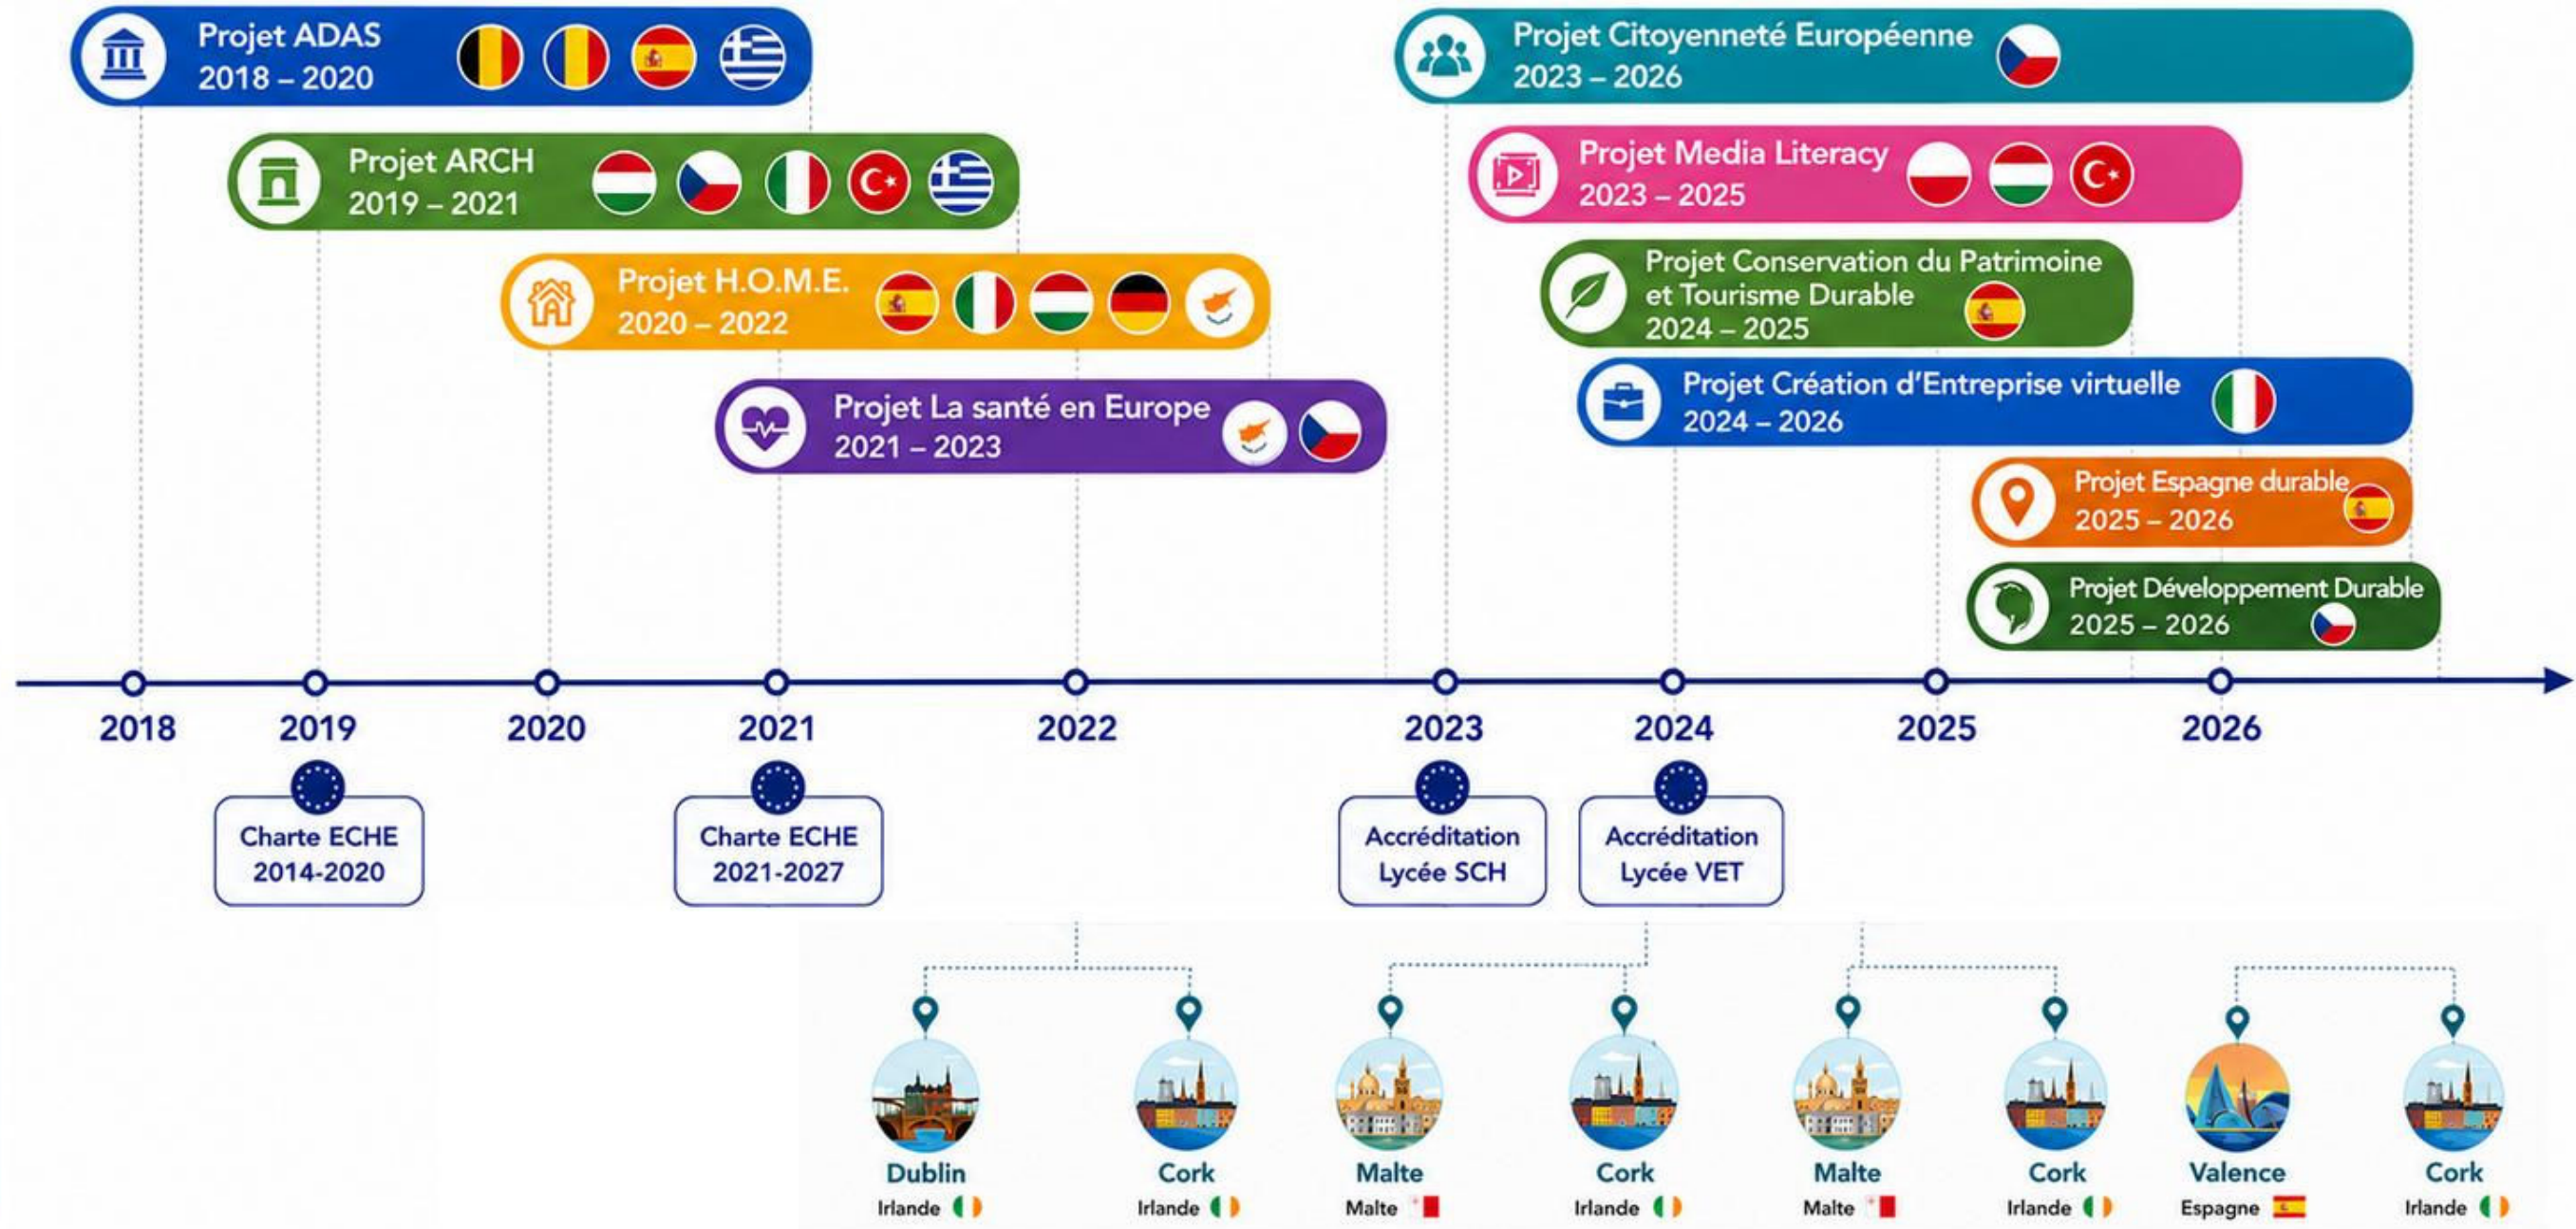 Projet ADAS
2018 – 2020
Projet ARCH
2019 – 2021
Projet H.O.M.E.
2020 – 2022
Projet La santé en Europe
2021 – 2023
Projet Citoyenneté Européenne
2023 – 2026
Projet Media Literacy
2023 – 2025
Projet Conservation du Patrimoine
et Tourisme Durable
2024 – 2025
Projet Création d’Entreprise virtuelle
2024 – 2026
Projet Espagne durable
2025 – 2026
Projet Développement Durable
2025 – 2026
2018
2019
2020
2021
2022
2023
2024
2025
2026
Charte ECHE
2014-2020
Charte ECHE
2021-2027
Accréditation
Lycée SCH
Accréditation
Lycée VET
Dublin
Irlande
Cork
Irlande
Malte
Malte
Cork
Irlande
Malte
Malte
Cork
Irlande
Valence
Espagne
Cork
Irlande